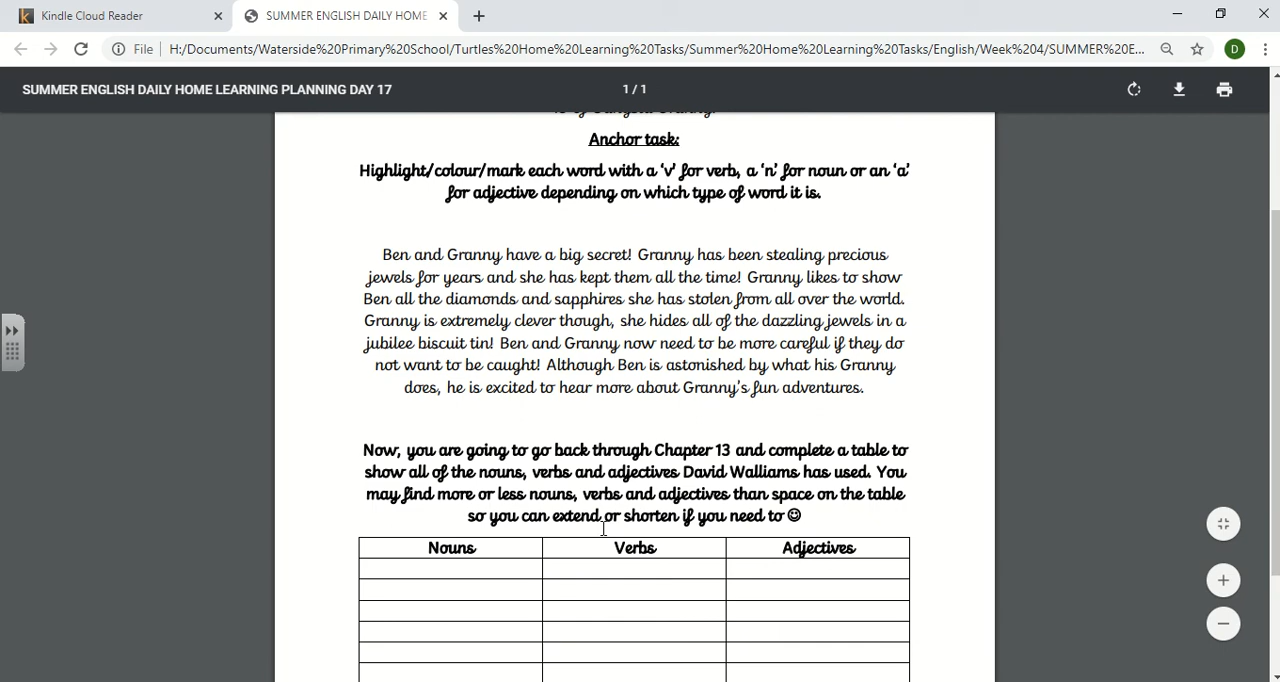 Kindle Cloud Reader
SUMMER ENGLISH DAILY HOME
File
H:/Documents/Waterside%20Primary%20School/Turtles%20Home%20Learning%20Tasks/Summer%20Home%20Learning%20Tasks/English/Week%204/SUMMER%20E...
D
SUMMER ENGLISH DAILY HOME LEARNING PLANNING DAY 17
1 / 1
Anchor task:
Highlight/colour/mark each word with a ‘v’ for verb, a ‘n’ for noun or an ‘a’
for adjective depending on which type of word it is.
Ben and Granny have a big secret! Granny has been stealing precious
jewels for years and she has kept them all the time! Granny likes to show
Ben all the diamonds and sapphires she has stolen from all over the world.
Granny is extremely clever though, she hides all of the dazzling jewels in a
jubilee biscuit tin! Ben and Granny now need to be more careful if they do
not want to be caught! Although Ben is astonished by what his Granny
does, he is excited to hear more about Granny’s fun adventures.
Now, you are going to go back through Chapter 13 and complete a table to
show all of the nouns, verbs and adjectives David Walliams has used. You
may find more or less nouns, verbs and adjectives than space on the table
so you can extend or shorten if you need to ☺
Nouns Verbs Adjectives